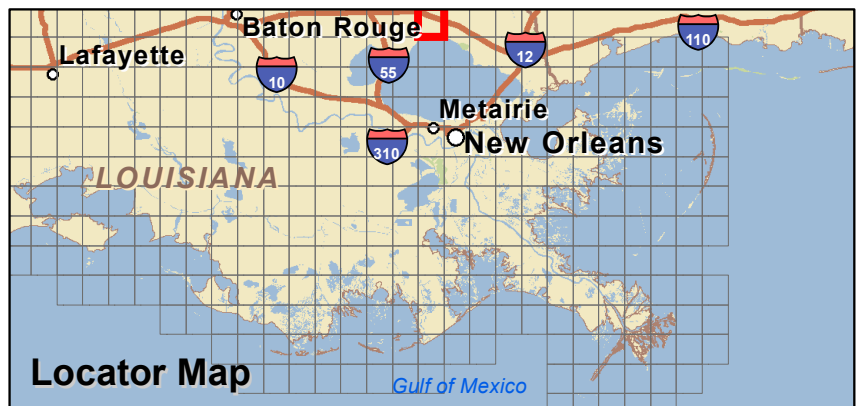 Baton Rouge
110
12
Lafayette
55
10
Metairie
New Orleans
310
LOUISIANA
Locator Map
Gulf of Mexico